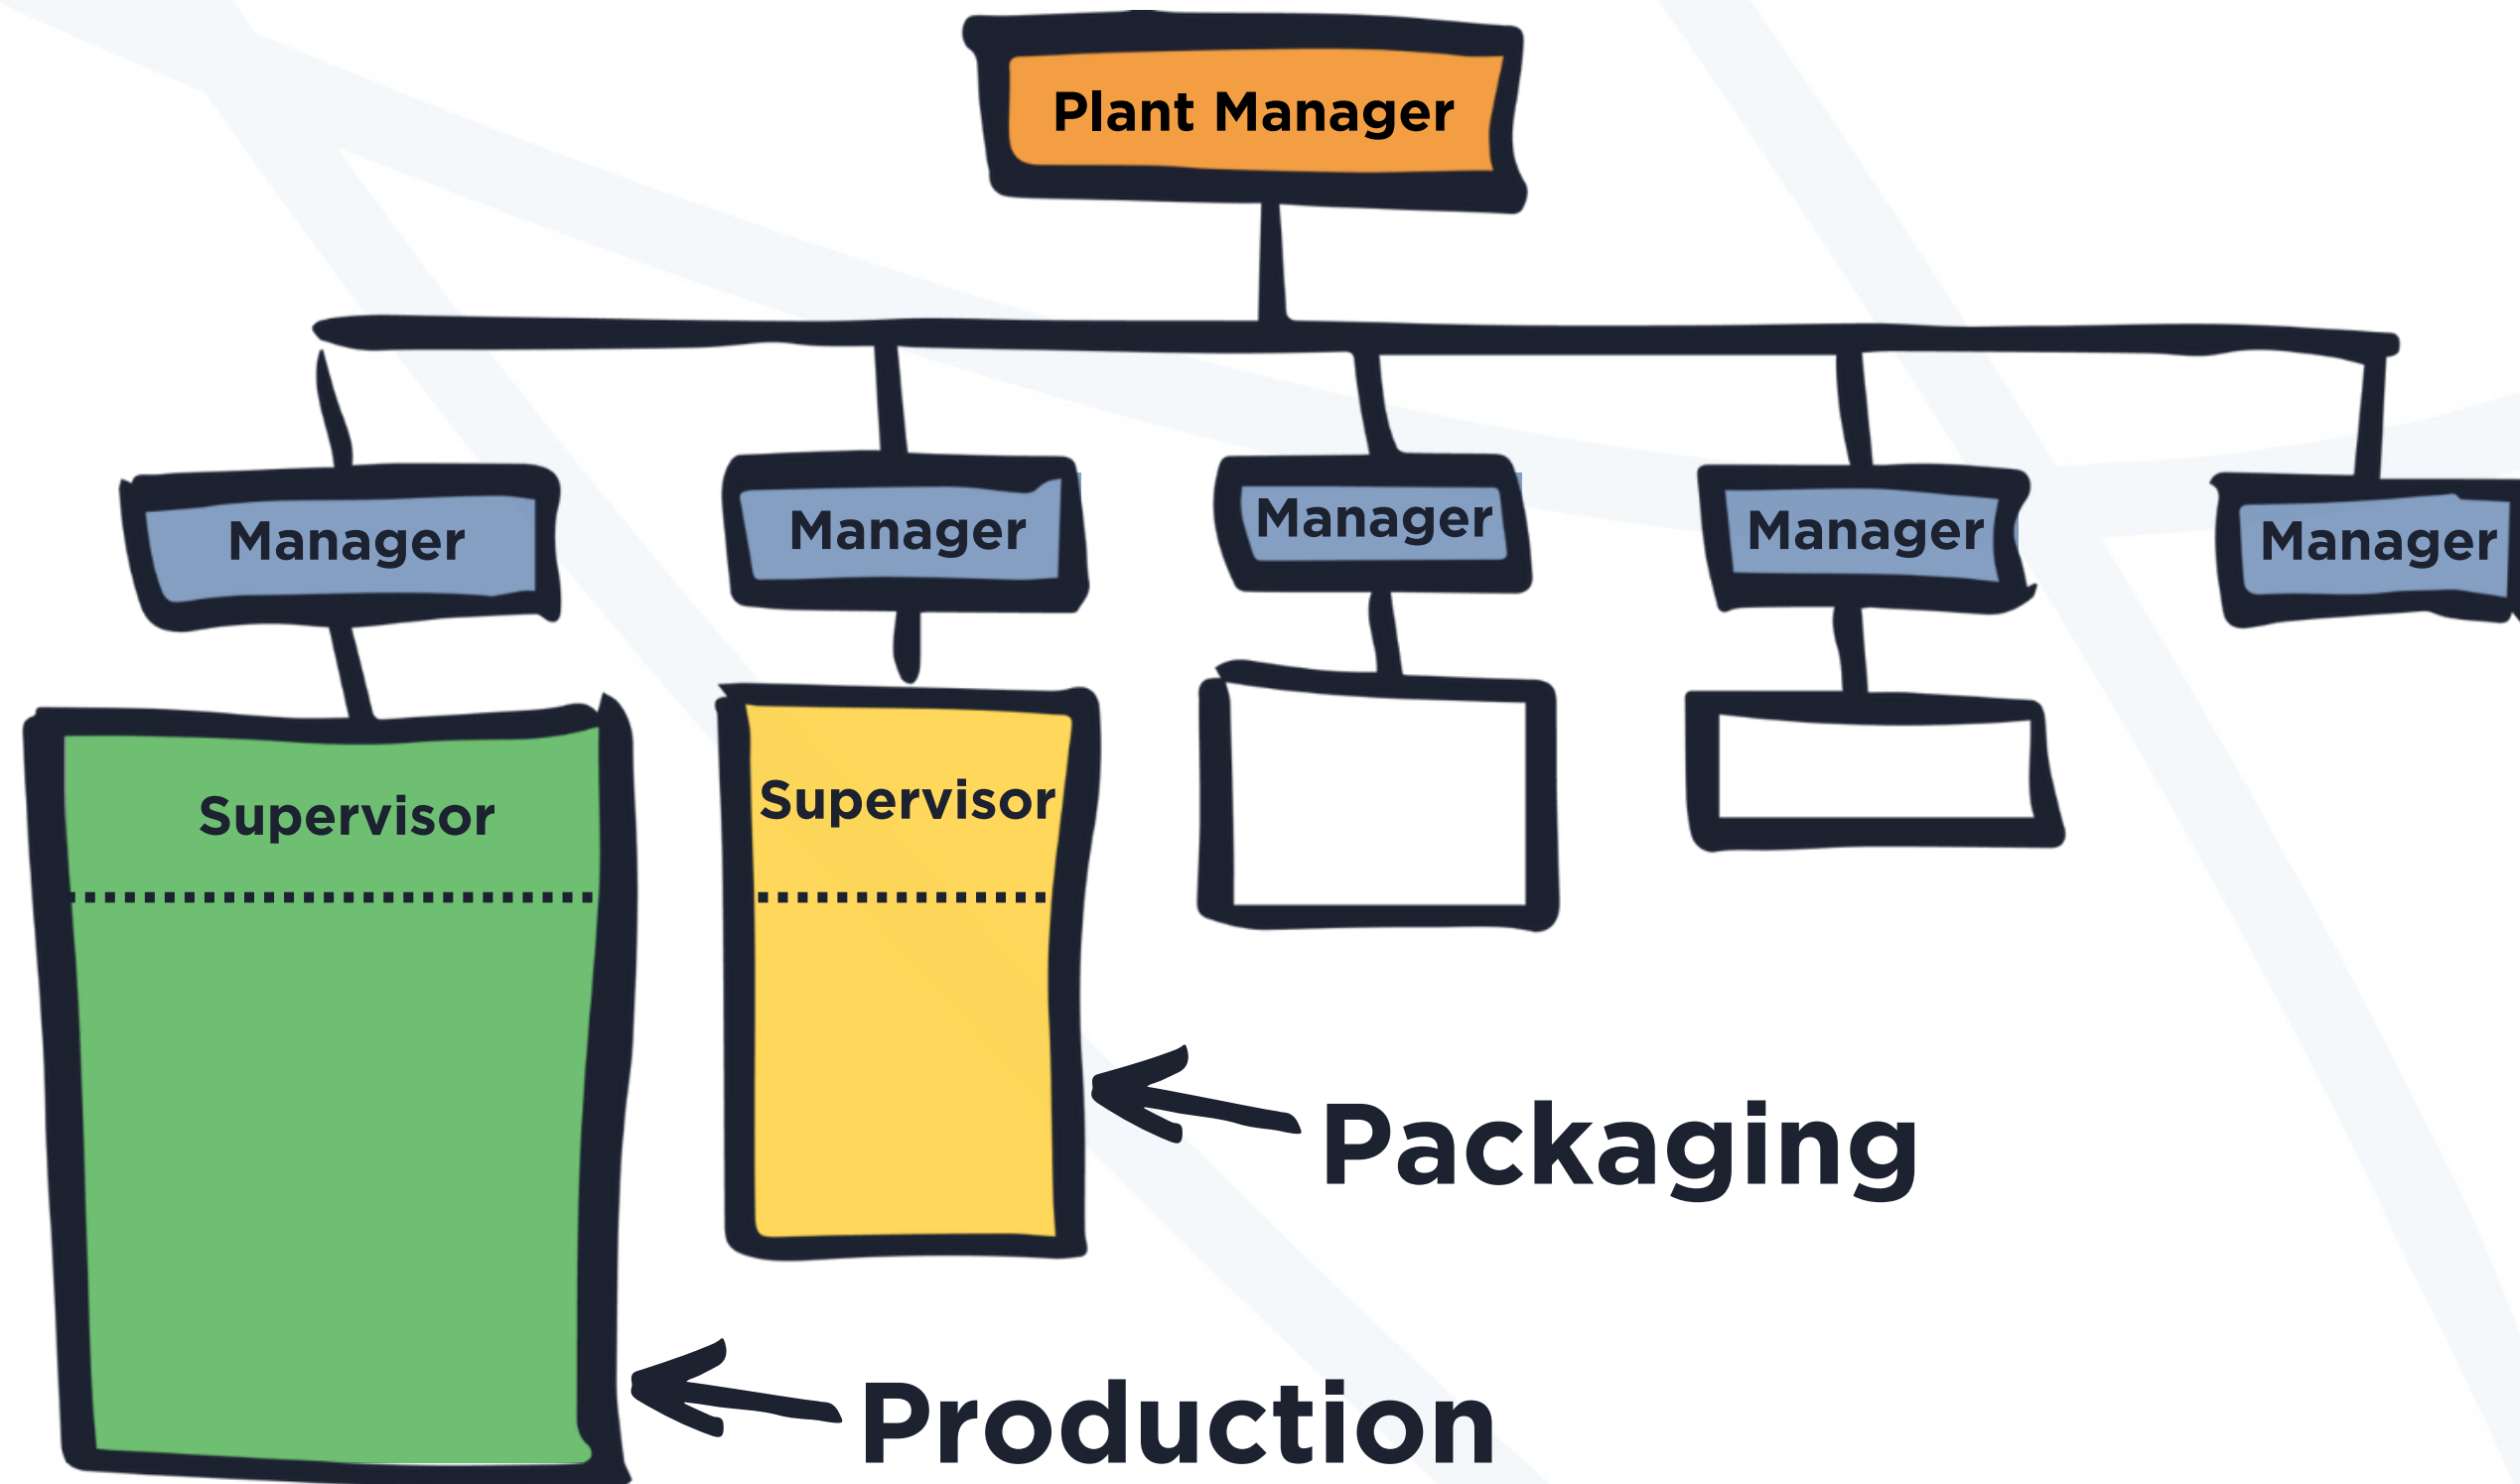 Plant Manager
Manager
Manager
Manager
Manager
Manager
Supervisor
Supervisor
Packaging
Production